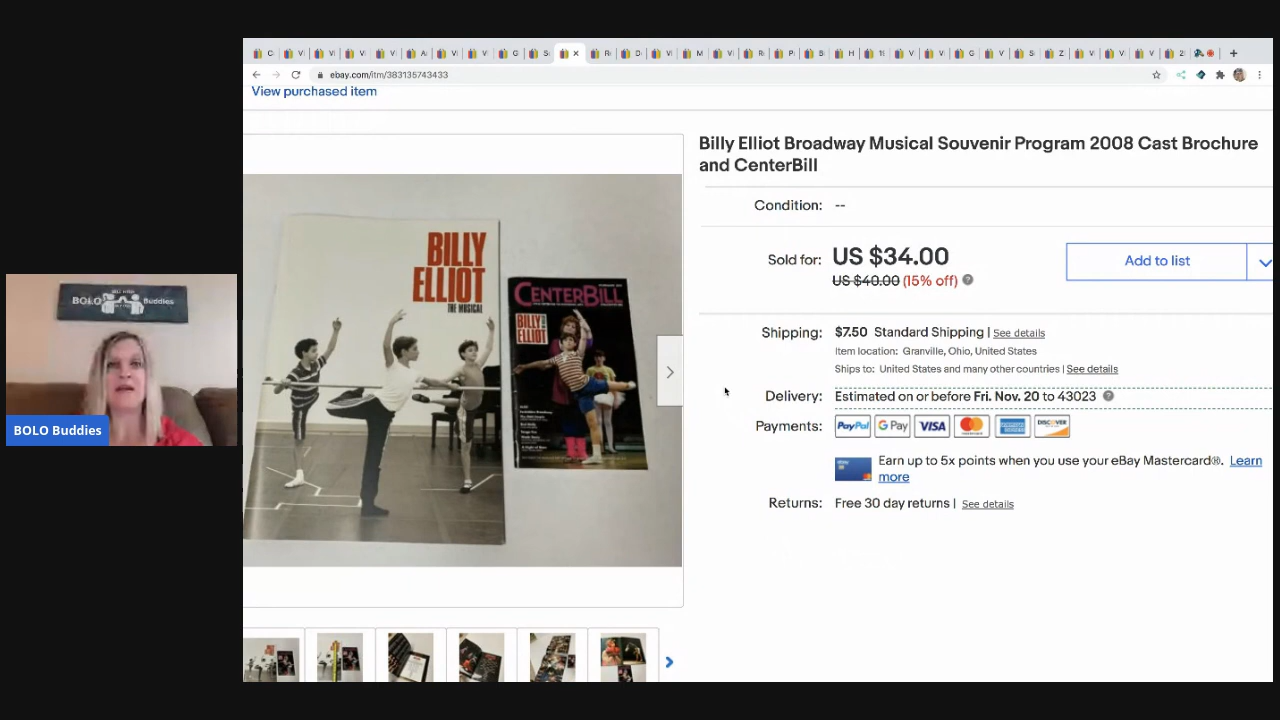 ebay.com/itm/383135743433
View purchased item
Billy Elliot Broadway Musical Souvenir Program 2008 Cast Brochure
and CenterBill
Condition: --
Sold for: US $34.00
US $40.00 (15% off)
Add to list
Shipping: $7.50 Standard Shipping | See details
Item location: Granville, Ohio, United States
Ships to: United States and many other countries | See details
Delivery: Estimated on or before Fri. Nov. 20 to 43023
Payments: PayPal G Pay VISA DISCOVER
Earn up to 5x points when you use your eBay Mastercard®. Learn
more
Returns: Free 30 day returns | See details
BILLY
ELLIOT
THE MUSICAL
CENTERBILL
BILLY
ELLIOT
BOLO Buddies
BOLO Buddies